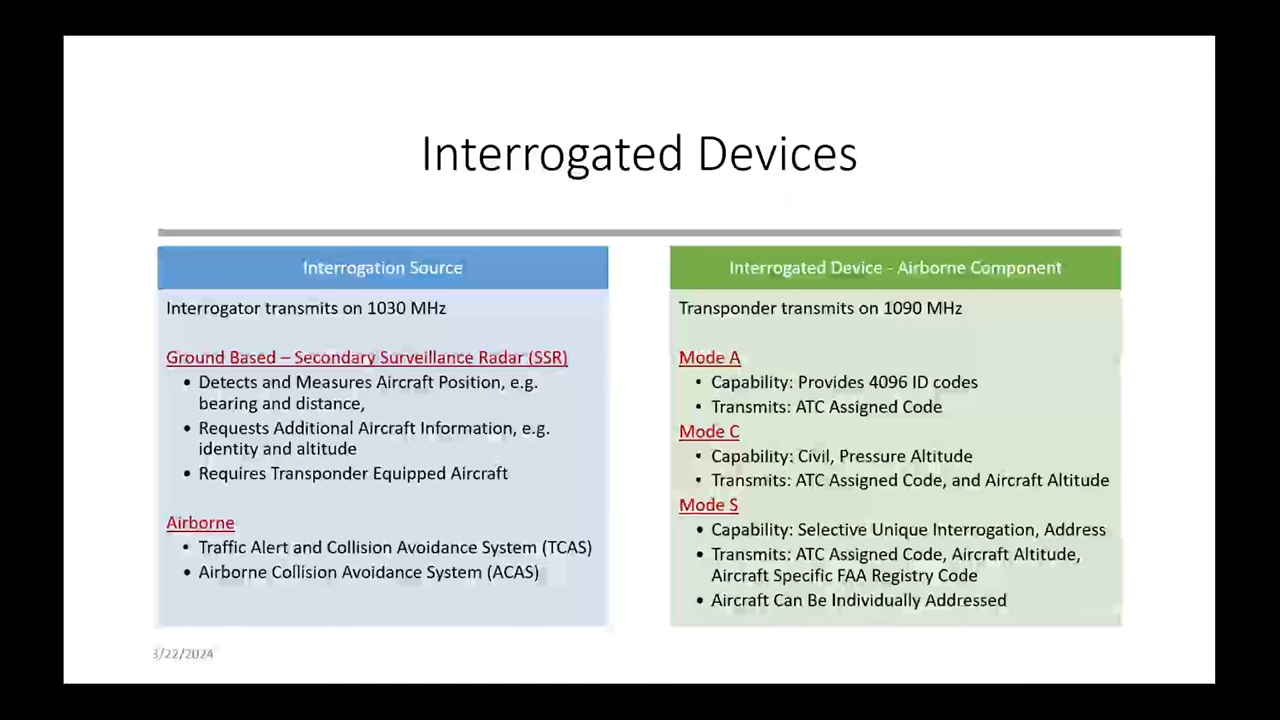 Interrogated Devices
Interrogation Source
Interrogator transmits on 1030 MHz
Ground Based – Secondary Surveillance Radar (SSR)
• Detects and Measures Aircraft Position, e.g.
bearing and distance,
• Requests Additional Aircraft Information, e.g.
identity and altitude
• Requires Transponder Equipped Aircraft
Airborne
• Traffic Alert and Collision Avoidance System (TCAS)
• Airborne Collision Avoidance System (ACAS)
Interrogated Device - Airborne Component
Transponder transmits on 1090 MHz
Mode A
• Capability: Provides 4096 ID codes
• Transmits: ATC Assigned Code
Mode C
• Capability: Civil, Pressure Altitude
• Transmits: ATC Assigned Code, and Aircraft Altitude
Mode S
• Capability: Selective Unique Interrogation, Address
• Transmits: ATC Assigned Code, Aircraft Altitude,
Aircraft Specific FAA Registry Code
• Aircraft Can Be Individually Addressed
3/22/2024